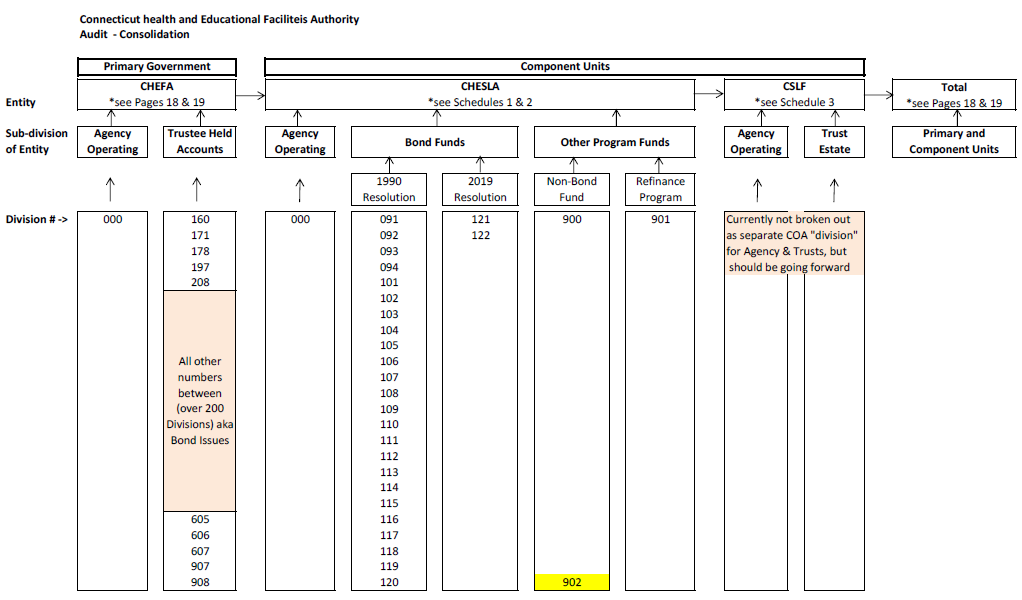 Connecticut health and Educational Faciliteis Authority
Audit - Consolidation
Primary Government
Component Units
Entity
CHEFA
*see Pages 18 & 19
CHESLA
*see Schedules 1 & 2
CSLF
*see Schedule 3
Total
*see Pages 18 & 19
Sub-division
of Entity
Agency
Operating
Trustee Held
Accounts
Agency
Operating
Bond Funds
Other Program Funds
Agency
Operating
Trust
Estate
Primary and
Component Units
1990
Resolution
2019
Resolution
Non-Bond
Fund
Refinance
Program
Division # ->
000
160
171
178
197
208
All other
numbers
between
(over 200
Divisions) aka
Bond Issues
605
606
607
907
908
000
091
092
093
094
101
102
103
104
105
106
107
108
109
110
111
112
113
114
115
116
117
118
119
120
121
122
900
902
901
Currently not broken out
as separate COA "division"
for Agency & Trusts, but
should be going forward